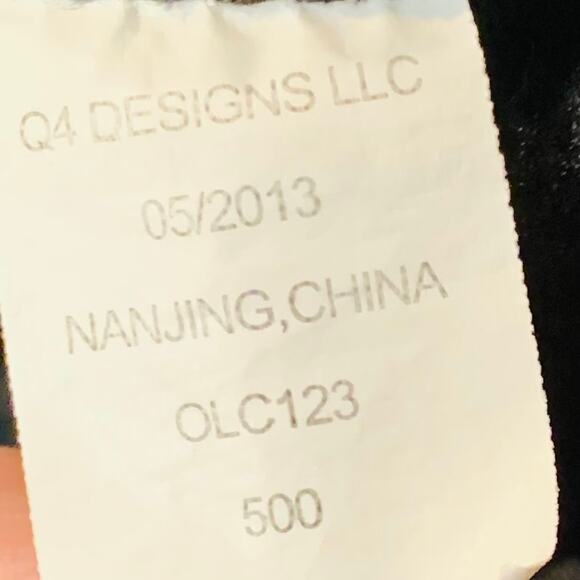 Q4 DESIGNS LLC
05/2013
NANJING,CHINA
OLC123
500